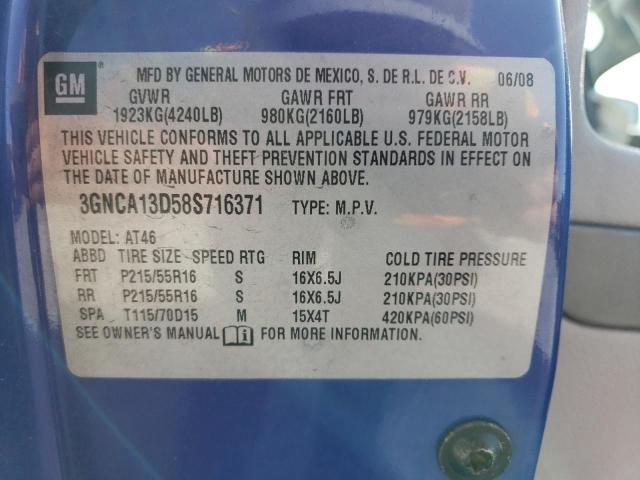 GM ® MFD BY GENERAL MOTORS DE MEXICO, S. DE R.L. DE C.V. 06/08
GVWR GAWR FRT GAWR RR
1923KG(4240LB) 980KG(2160LB) 979KG(2158LB)
THIS VEHICLE CONFORMS TO ALL APPLICABLE U.S. FEDERAL MOTOR
VEHICLE SAFETY AND THEFT PREVENTION STANDARDS IN EFFECT ON
THE DATE OF MANUFACTURE SHOWN ABOVE.
3GNCA13D58S716371 TYPE: M.P.V.
MODEL: AT46
ABBD TIRE SIZE SPEED RTG RIM COLD TIRE PRESSURE
FRT P215/55R16 S 16X6.5J 210KPA(30PSI)
RR P215/55R16 S 16X6.5J 210KPA(30PSI)
SPA T115/70D15 M 15X4T 420KPA(60PSI)
SEE OWNER'S MANUAL FOR MORE INFORMATION.